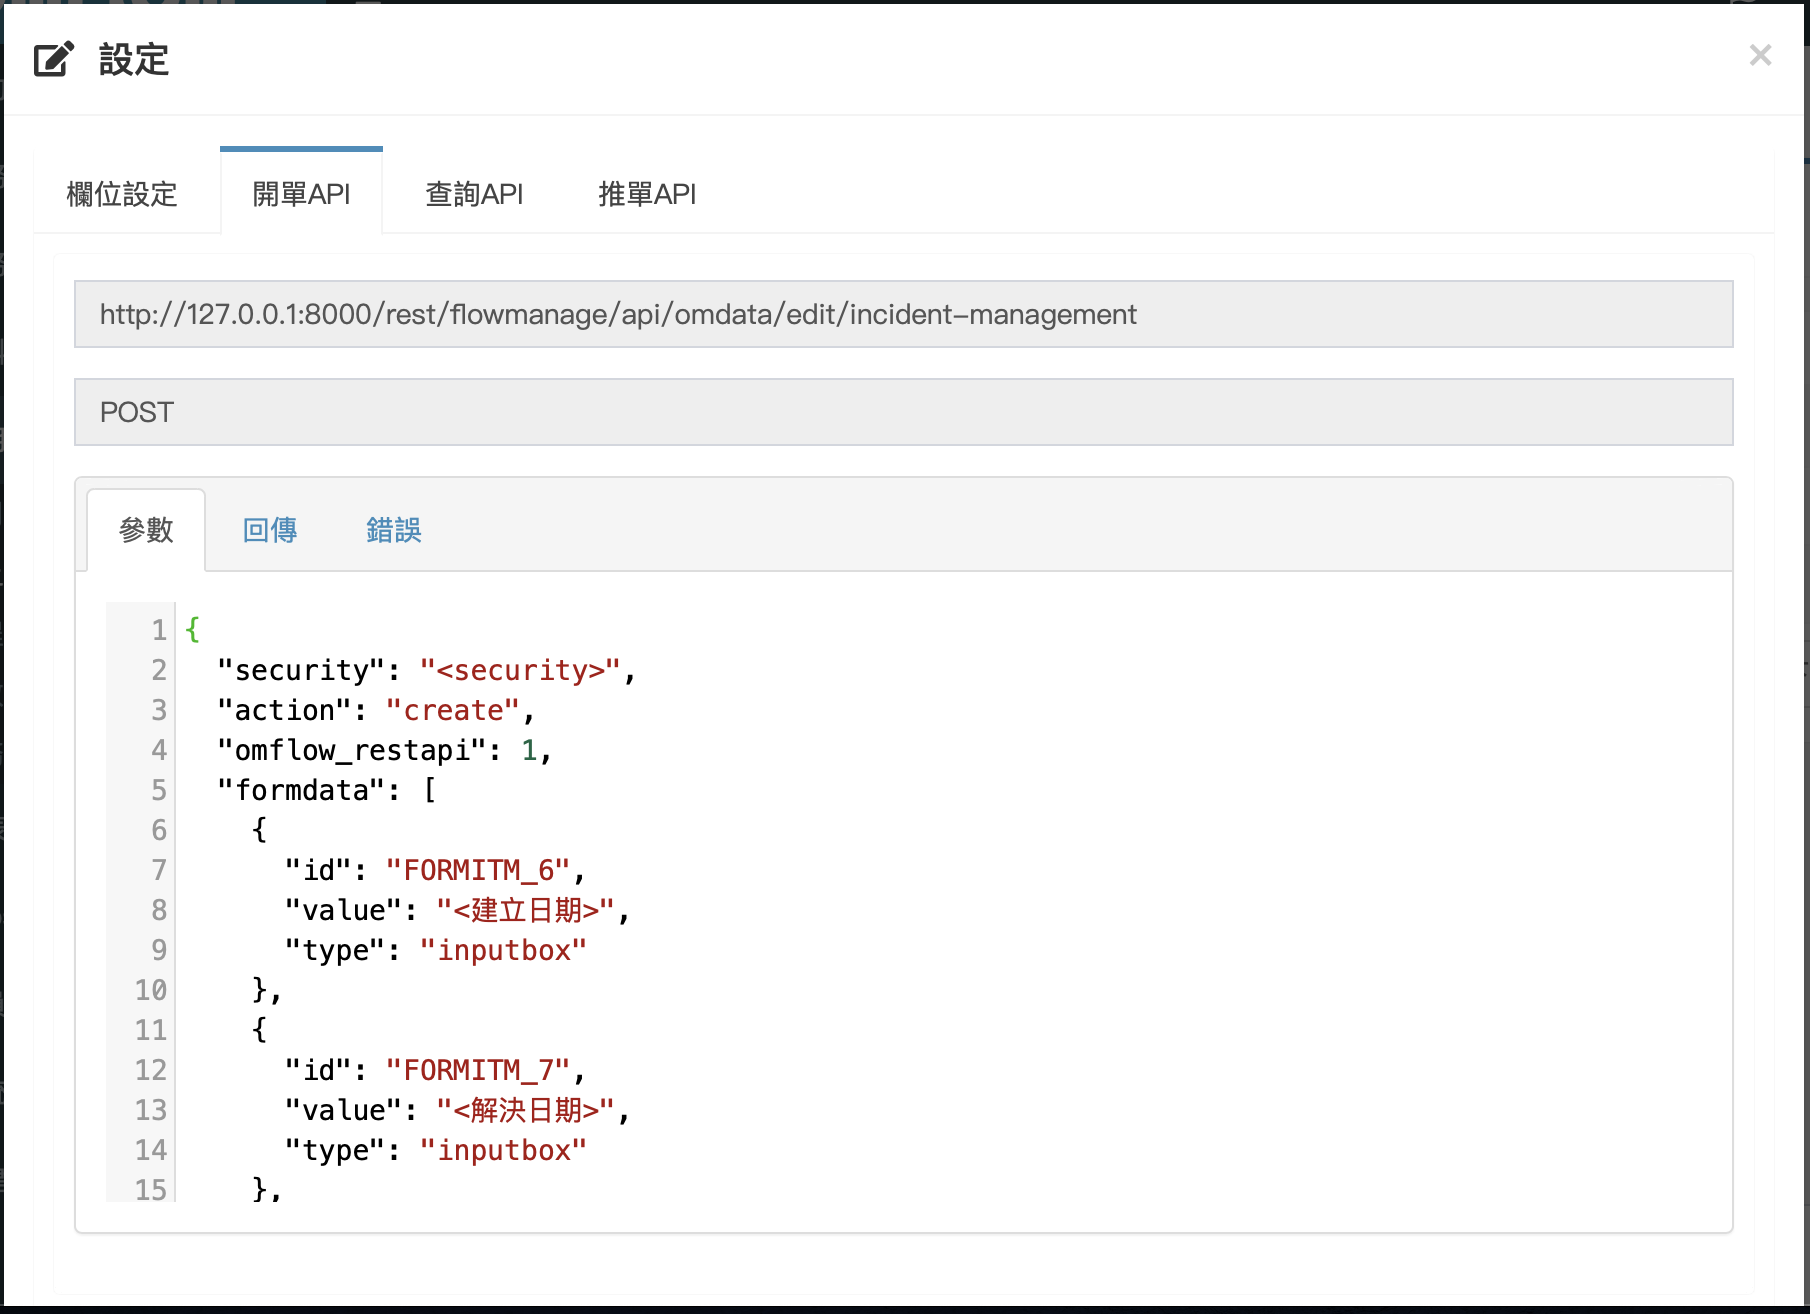 設定
×
欄位設定 開單API 查詢API 推單API
http://127.0.0.1:8000/rest/flowmanage/api/omdata/edit/incident-management
POST
參數 回傳 錯誤
1 {
2 "security": "<security>",
3 "action": "create",
4 "omflow_restapi": 1,
5 "formdata": [
6 {
7 "id": "FORMITM_6",
8 "value": "<建立日期>",
9 "type": "inputbox"
10 },
11 {
12 "id": "FORMITM_7",
13 "value": "<解決日期>",
14 "type": "inputbox"
15 },